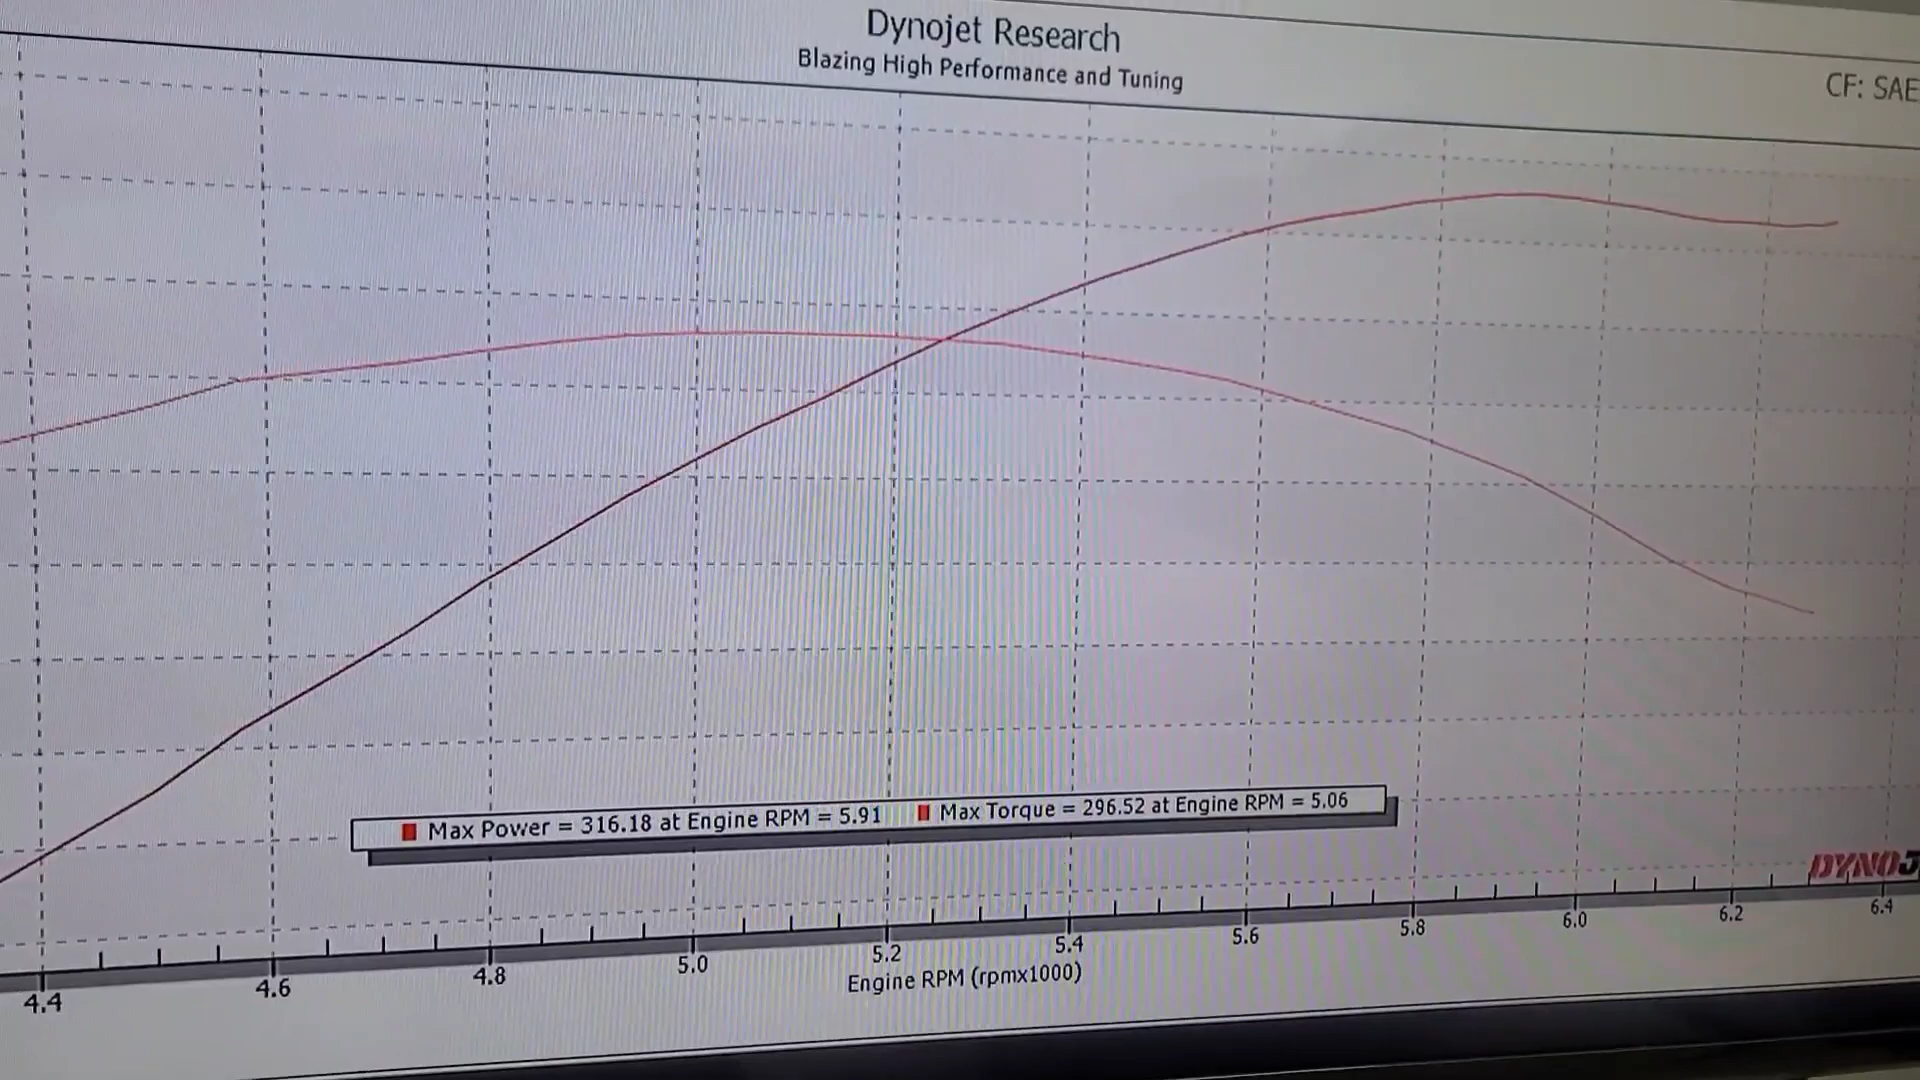 Dynojet Research
Blazing High Performance and Tuning
CF: SAE
Max Power = 316.18 at Engine RPM = 5.91 Max Torque = 296.52 at Engine RPM = 5.06
4.4 4.6 4.8 5.0 5.2 5.4 5.6 5.8 6.0 6.2 6.4
Engine RPM (rpmx1000)
DYNOJ